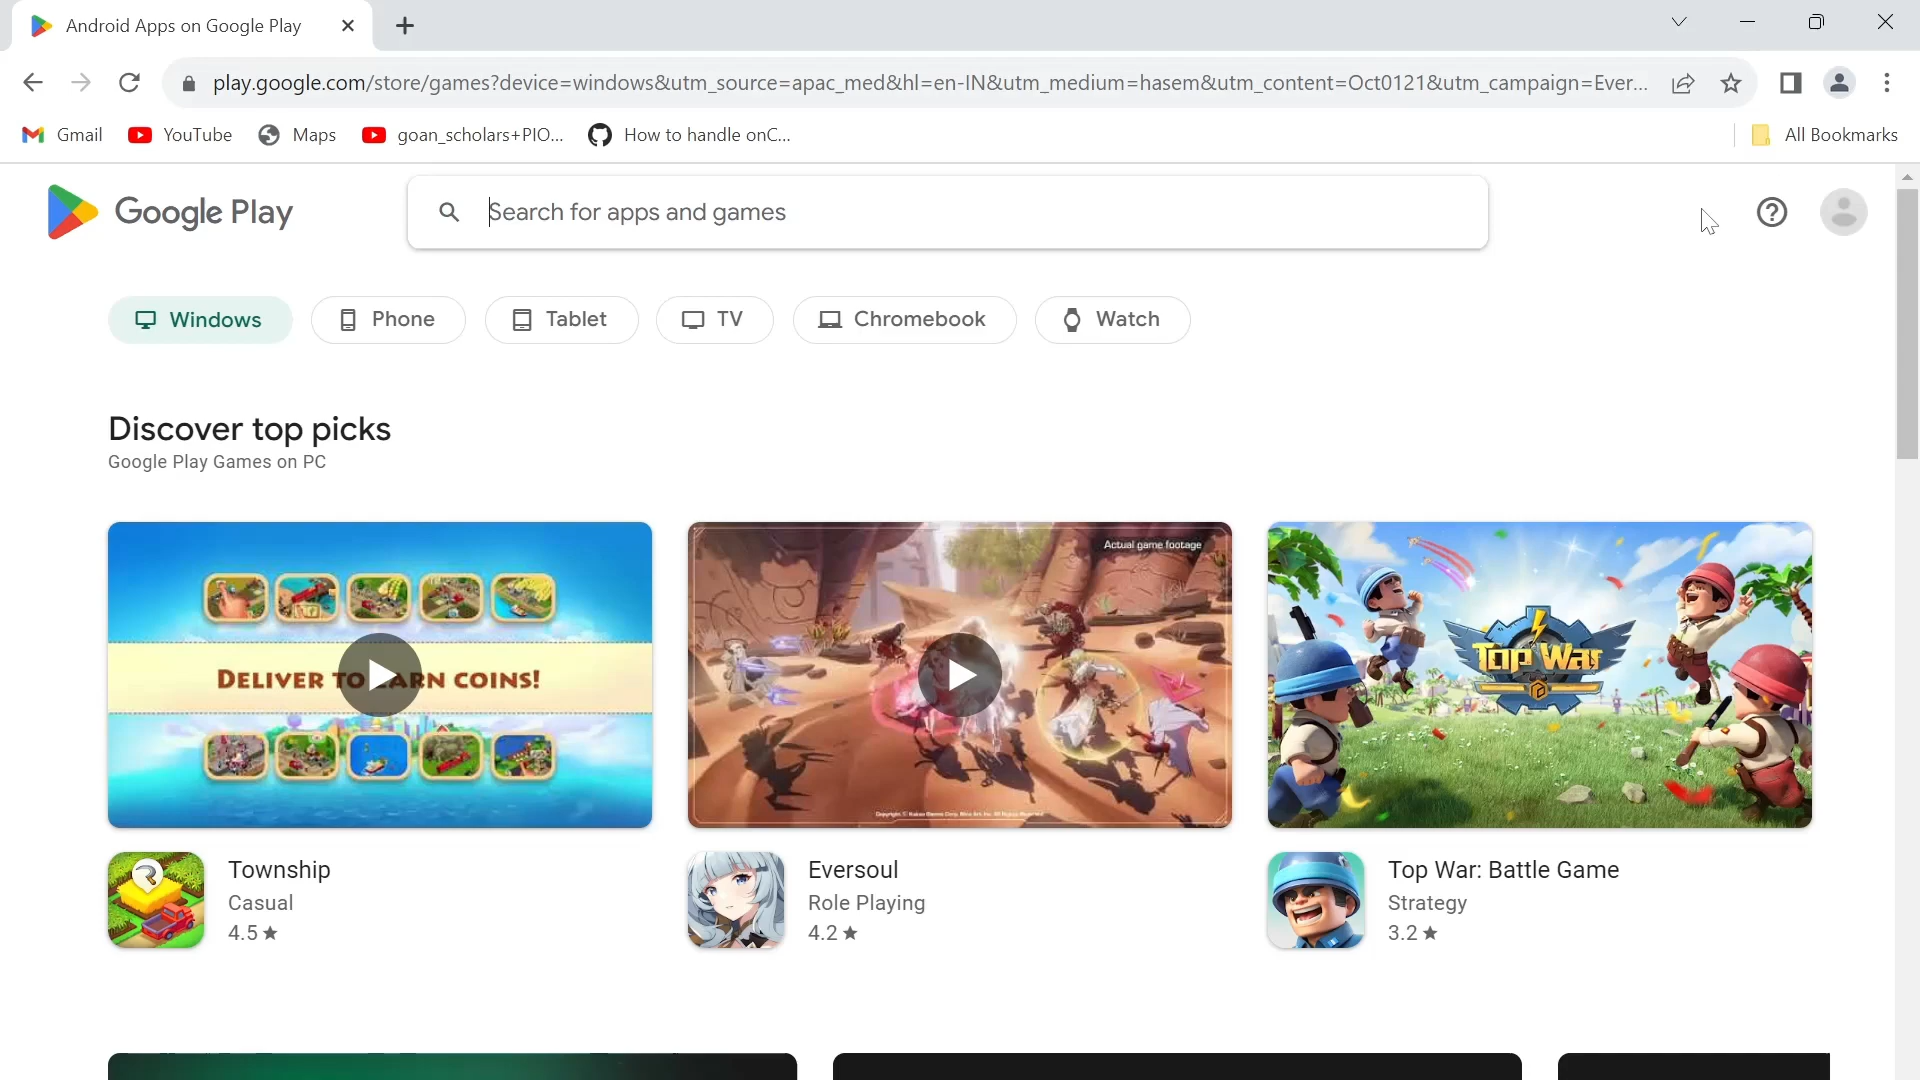 Android Apps on Google Play
play.google.com/store/games?device=windows&utm_source=apac_med&hl=en-IN&utm_medium=hasem&utm_content=Oct0121&utm_campaign=Ever...
Gmail YouTube Maps goan_scholars+PIO... How to handle onC... All Bookmarks
Google Play Search for apps and games
Windows Phone Tablet TV Chromebook Watch
Discover top picks
Google Play Games on PC
Actual game footage
DELIVER TO EARN COINS!
TOP WAR
Township
Casual
4.5★
Eversoul
Role Playing
4.2★
Top War: Battle Game
Strategy
3.2★